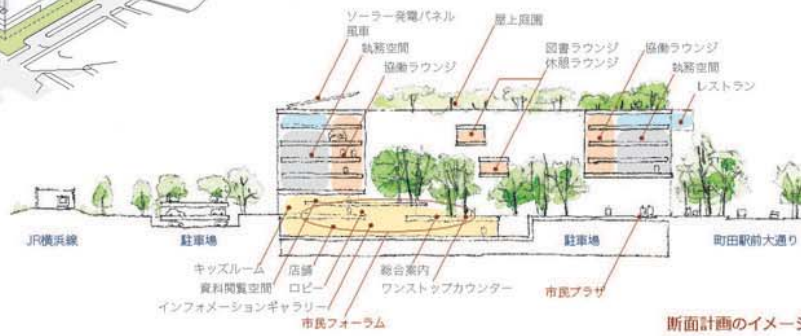 ソーラー発電パネル
風車
執務空間
協働ラウンジ
屋上庭園
図書ラウンジ
休憩ラウンジ
協働ラウンジ
執務空間
レストラン
JR横浜線
駐車場
駐車場
町田駅前大通り
キッズルーム
資料閲覧空間
インフォメーションギャラリー
店舗
ロビー
市民フォーラム
総合案内
ワンストップカウンター
市民プラザ
断面計画のイメージ